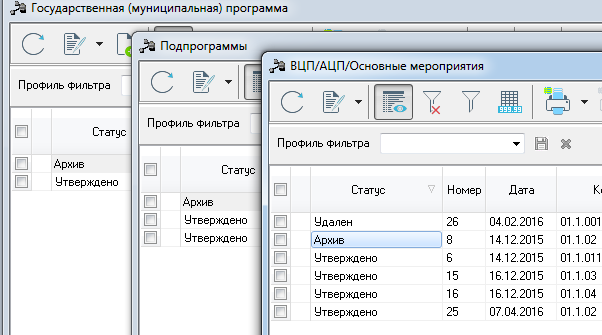 Государственная (муниципальная) программа
Профиль фильтра
Статус
Архив
Утверждено
Подпрограммы
Профиль фильтра
Статус
Архив
Утверждено
Утверждено
ВЦП/АЦП/Основные мероприятия
Профиль фильтра
Статус Номер Дата
Удален 26 04.02.2016 01.1.001
Архив 8 14.12.2015 01.1.02
Утверждено 6 14.12.2015 01.1.011
Утверждено 15 16.12.2015 01.1.03
Утверждено 16 16.12.2015 01.1.04
Утверждено 25 07.04.2016 01.1.02